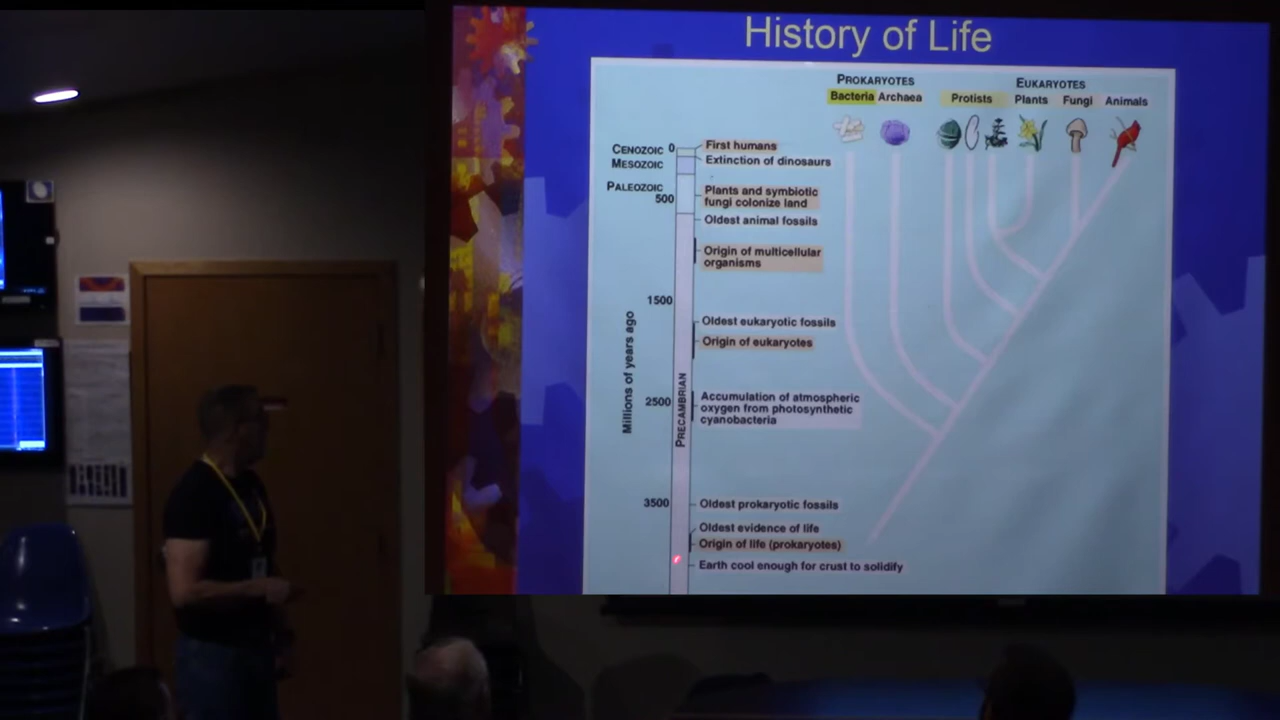 History of Life
PROKARYOTES
EUKARYOTES
Bacteria
Archaea
Protists
Plants
Fungi
Animals
CENOZOIC
0
First humans
MESOZOIC
Extinction of dinosaurs
PALEOZOIC
500
Plants and symbiotic
fungi colonize land
Oldest animal fossils
Origin of multicellular
organisms
1500
Oldest eukaryotic fossils
Origin of eukaryotes
Millions of years ago
PRECAMBRIAN
2500
Accumulation of atmospheric
oxygen from photosynthetic
cyanobacteria
3500
Oldest prokaryotic fossils
Oldest evidence of life
Origin of life (prokaryotes)
Earth cool enough for crust to solidify